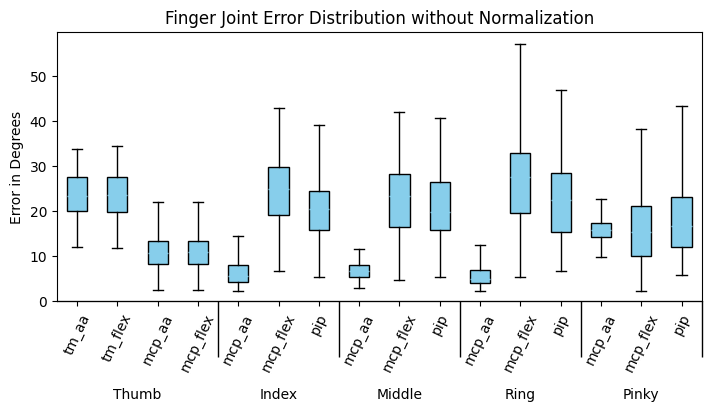 Finger Joint Error Distribution without Normalization
Error in Degrees
50
40
30
20
10
0
tm_aa
tm_flex
mcp_aa
mcp_flex
mcp_aa
mcp_flex
pip
mcp_aa
mcp_flex
pip
mcp_aa
mcp_flex
pip
mcp_aa
mcp_flex
pip
Thumb Index Middle Ring Pinky